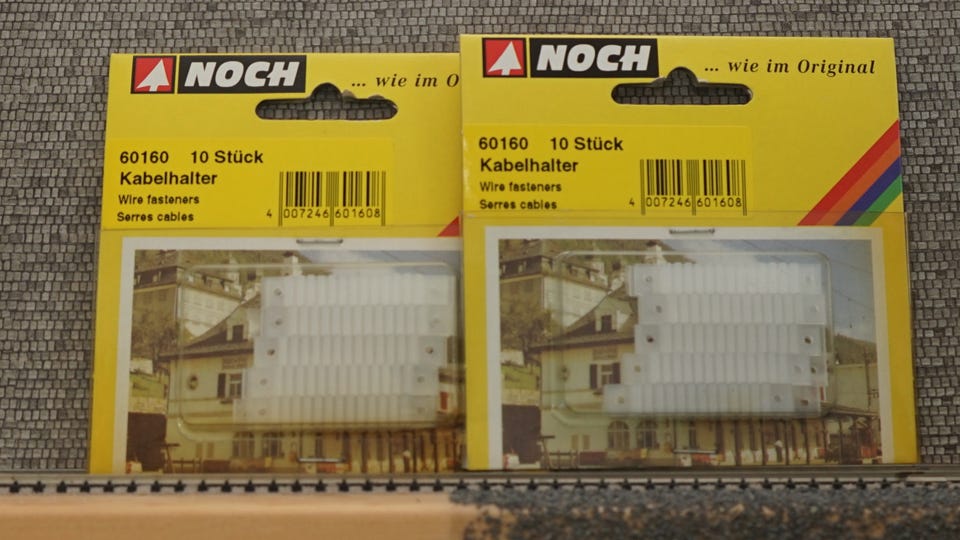 NOCH
... wie im O
60160 10 Stück
Kabelhalter
Wire fasteners
Serres cables
4 007246 601608
NOCH
... wie im Original
60160 10 Stück
Kabelhalter
Wire fasteners
Serres cables
4 007246 601608